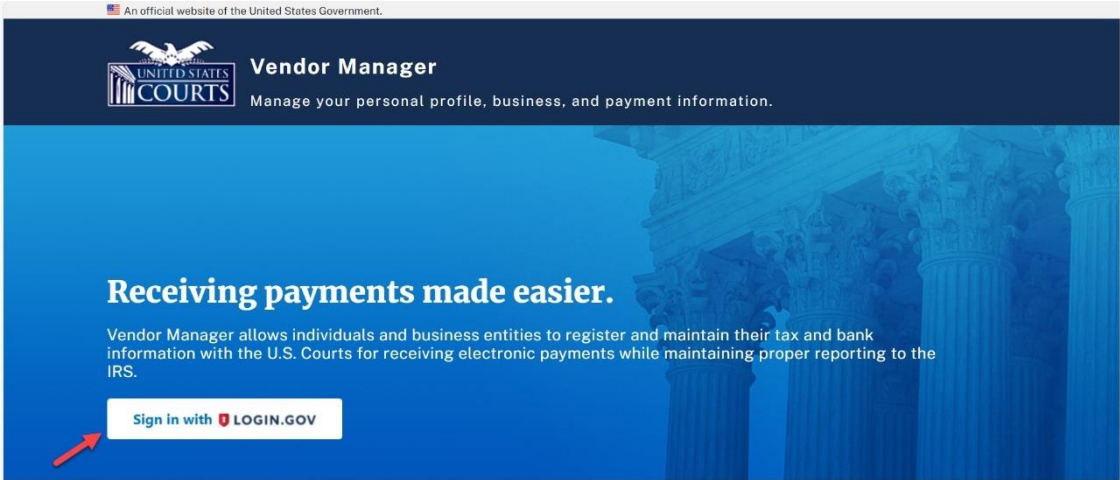 An official website of the United States Government.
UNITED STATES
COURTS
Vendor Manager
Manage your personal profile, business, and payment information.
Receiving payments made easier.
Vendor Manager allows individuals and business entities to register and maintain their tax and bank
information with the U.S. Courts for receiving electronic payments while maintaining proper reporting to the
IRS.
Sign in with LOGIN.GOV